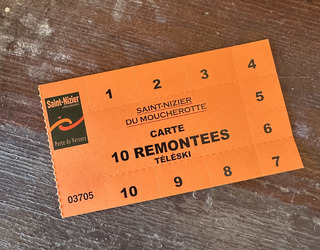 Saint-Nizier
Porte du Vercors
1 2 3 4
SAINT-NIZIER
DU MOUCHEROTTE
5
CARTE
10 REMONTEES
6
TÉLÉSKI
03705
10 9 8 7